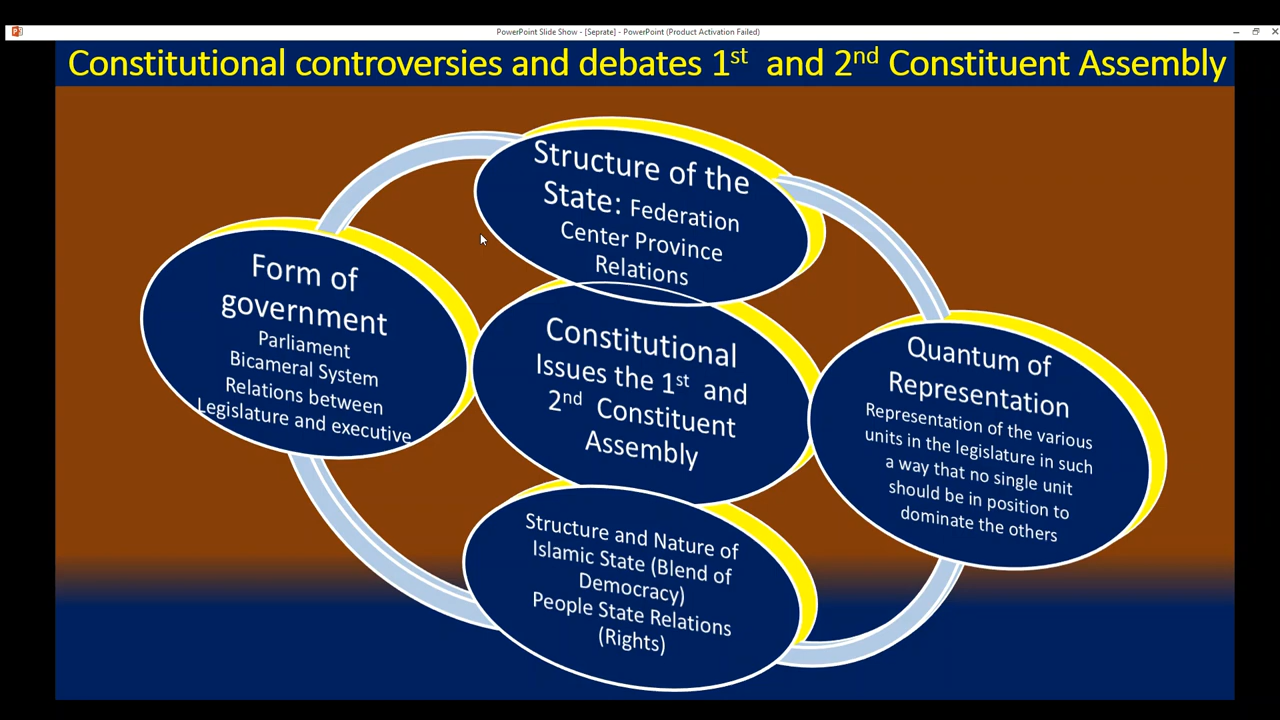 PowerPoint Slide Show - [Seprate] - PowerPoint (Product Activation Failed)
Constitutional controversies and debates 1st and 2nd Constituent Assembly
Structure of the
State: Federation
Center Province
Relations
Form of
government
Parliament
Bicameral System
Relations between
Legislature and executive
Constitutional
Issues the 1st and
2nd Constituent
Assembly
Quantum of
Representation
Representation of the various
units in the legislature in such
a way that no single unit
should be in position to
dominate the others
Structure and Nature of
Islamic State (Blend of
Democracy)
People State Relations
(Rights)